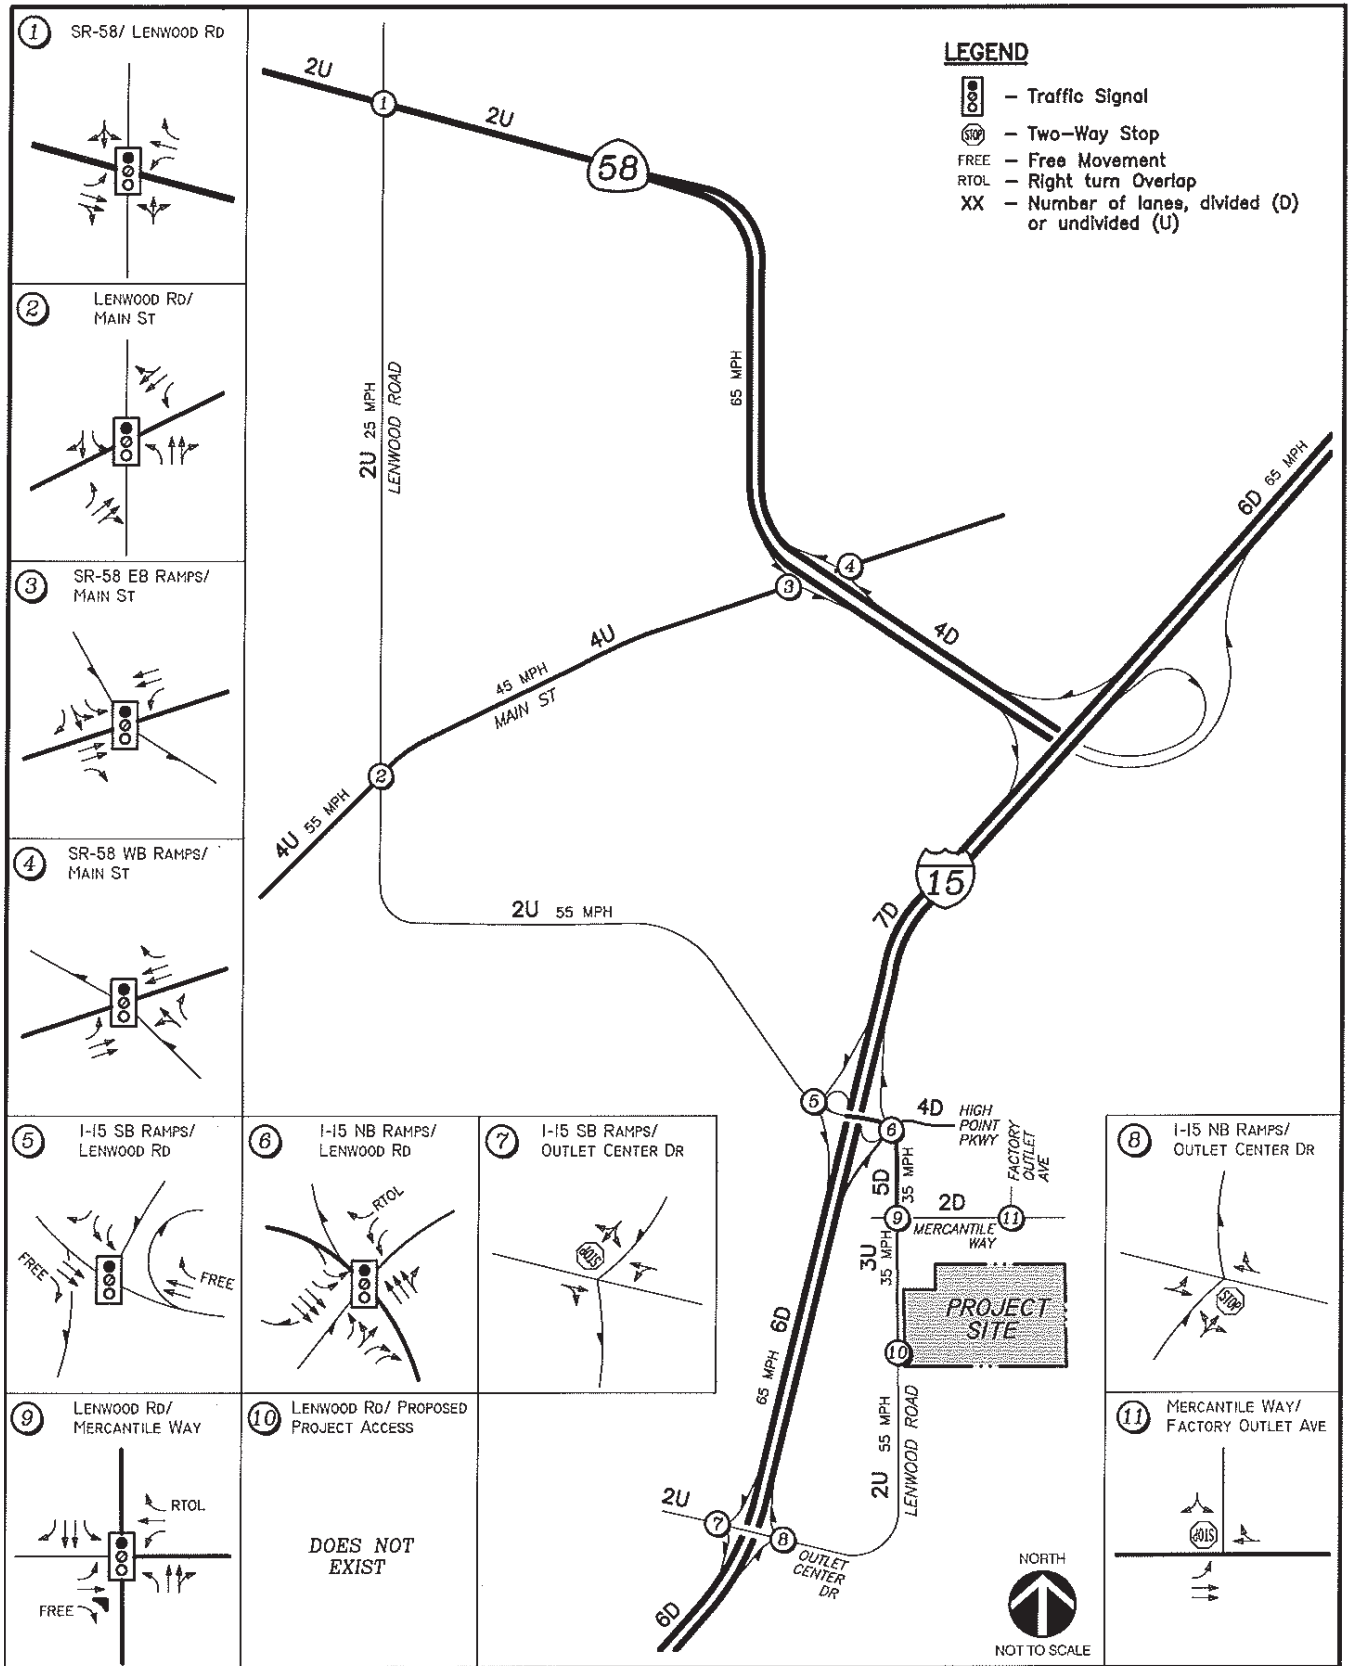 1 SR-58/ LENWOOD RD
2 LENWOOD RD/
MAIN ST
3 SR-58 EB RAMPS/
MAIN ST
4 SR-58 WB RAMPS/
MAIN ST
5 I-15 SB RAMPS/
LENWOOD RD
FREE
FREE
6 I-15 NB RAMPS/
LENWOOD RD
RTOL
7 I-15 SB RAMPS/
OUTLET CENTER DR
STOP
8 I-15 NB RAMPS/
OUTLET CENTER DR
STOP
9 LENWOOD RD/
MERCANTILE WAY
RTOL
FREE
10 LENWOOD RD/ PROPOSED
PROJECT ACCESS
DOES NOT
EXIST
11 MERCANTILE WAY/
FACTORY OUTLET AVE
STOP
LEGEND
– Traffic Signal
STOP – Two-Way Stop
FREE – Free Movement
RTOL – Right turn Overlap
XX – Number of lanes, divided (D)
or undivided (U)
2U
1
2U
58
65 MPH
2U 25 MPH
LENWOOD ROAD
6D 65 MPH
4
3
4D
4U
45 MPH
MAIN ST
2
4U 55 MPH
2U 55 MPH
15
7D
5
6
4D
HIGH
POINT
PKWY
5D
35 MPH
FACTORY
OUTLET
AVE
2D
9
11
MERCANTILE
WAY
3U
35 MPH
PROJECT
SITE
10
6D
65 MPH
2U 55 MPH
LENWOOD ROAD
2U
7
8
OUTLET
CENTER
DR
6D
NORTH
NOT TO SCALE